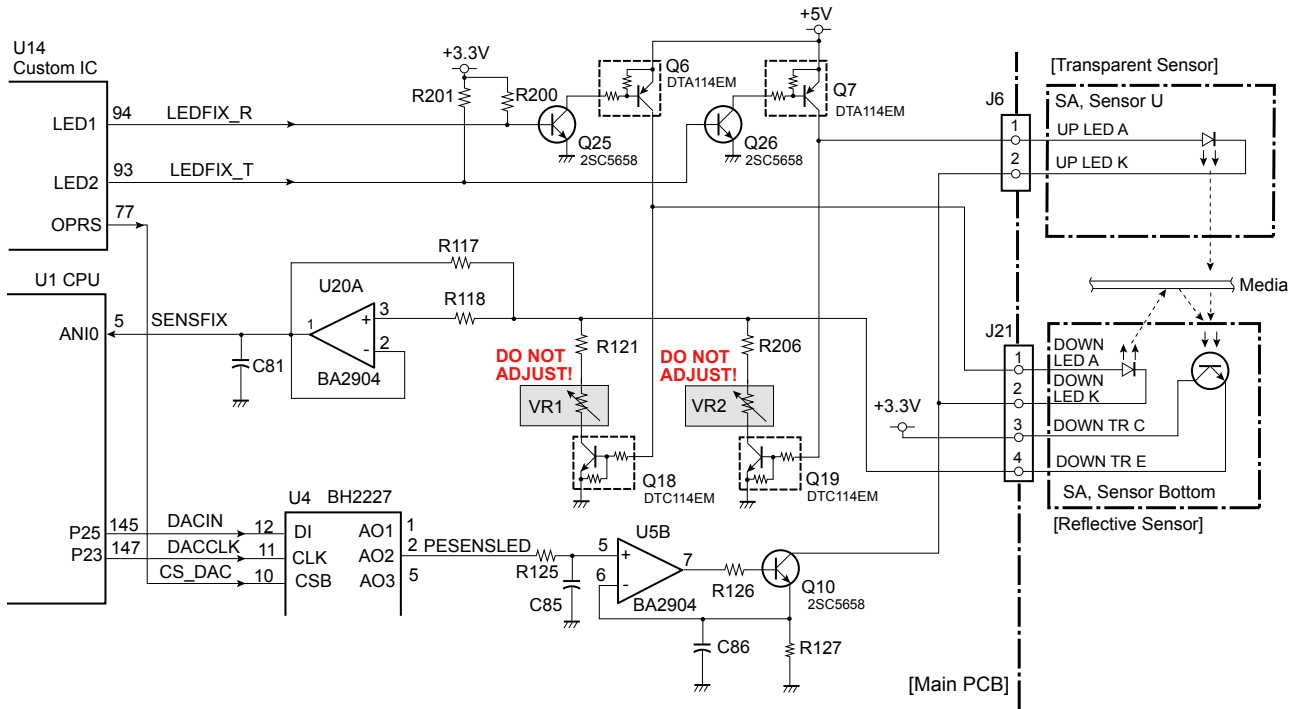 +5V
U14
Custom IC
+3.3V
Q6
DTA114EM
Q7
DTA114EM
[Transparent Sensor]
R201
R200
J6
SA, Sensor U
LED1
94
LEDFIX_R
Q25
2SC5658
Q26
2SC5658
1
UP LED A
2
UP LED K
LED2
93
LEDFIX_T
OPRS
77
R117
U1 CPU
U20A
R118
Media
ANI0
5
SENSFIX
1
3
+
2
-
BA2904
C81
R121
R206
DO NOT
ADJUST!
DO NOT
ADJUST!
VR1
VR2
J21
1
DOWN
LED A
2
DOWN
LED K
+3.3V
3
DOWN TR C
4
DOWN TR E
Q18
DTC114EM
Q19
DTC114EM
SA, Sensor Bottom
[Reflective Sensor]
U4
BH2227
P25
145
DACIN
12
DI
AO1
1
P23
147
DACCLK
11
CLK
AO2
2
PESENSLED
CS_DAC
10
CSB
AO3
5
R125
C85
U5B
5
+
6
-
7
BA2904
R126
Q10
2SC5658
C86
R127
[Main PCB]